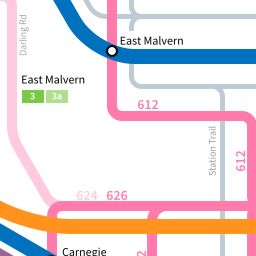 Darling Rd
East Malvern
East Malvern
3 3a
612
Station Trail
612
624 626
Carnegie